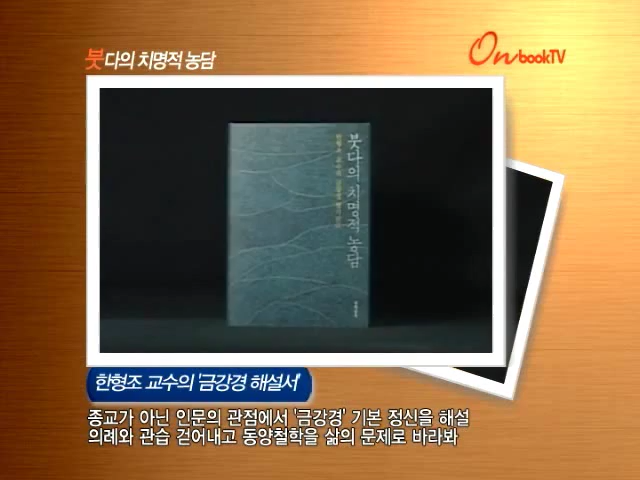 붓다의 치명적 농담
On bookTV
붓다의 치명적 농담
한형조 교수의 '금강경 해설서'
종교가 아닌 인문의 관점에서 '금강경' 기본 정신을 해설
의례와 관습 걷어내고 동양철학을 삶의 문제로 바라봐